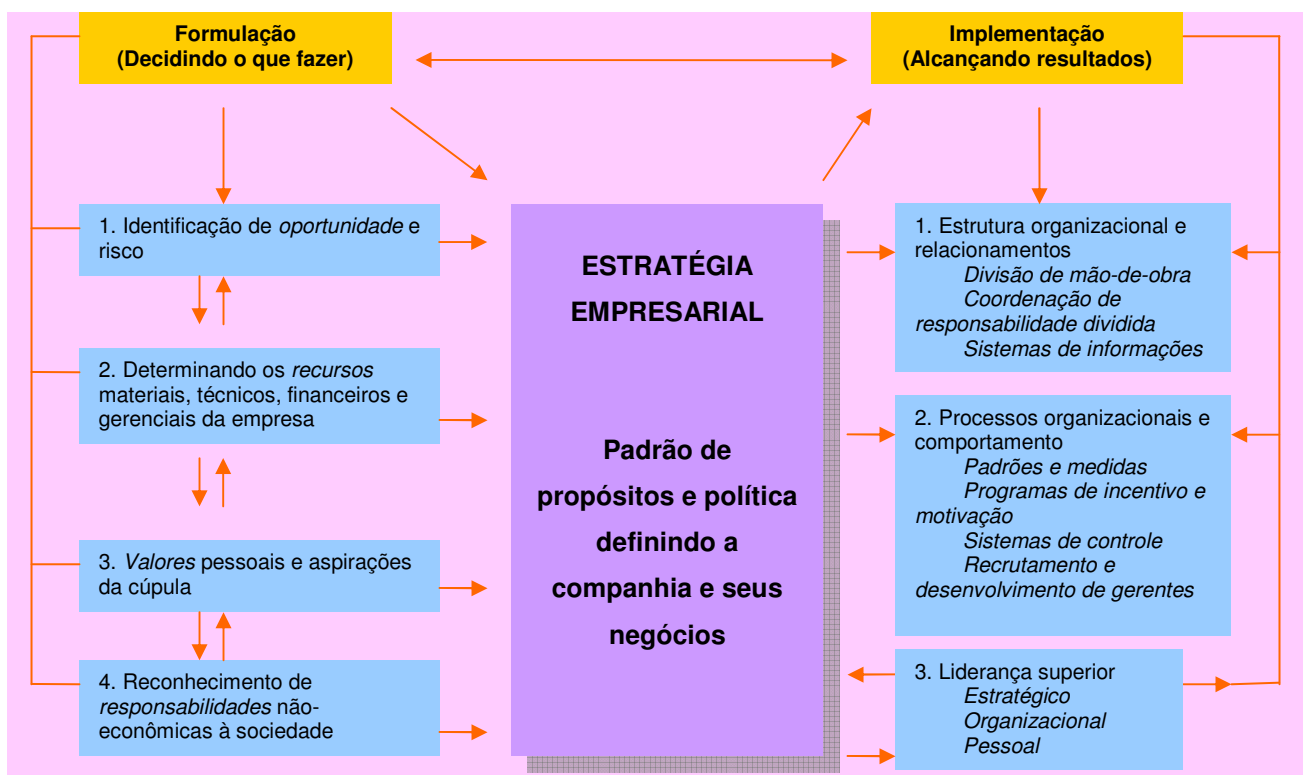 Formulação
(Decidindo o que fazer)
Implementação
(Alcançando resultados)
1. Identificação de oportunidade e
risco
2. Determinando os recursos
materiais, técnicos, financeiros e
gerenciais da empresa
3. Valores pessoais e aspirações
da cúpula
4. Reconhecimento de
responsabilidades não-
econômicas à sociedade
ESTRATÉGIA
EMPRESARIAL
Padrão de
propósitos e política
definindo a
companhia e seus
negócios
1. Estrutura organizacional e
relacionamentos
Divisão de mão-de-obra
Coordenação de
responsabilidade dividida
Sistemas de informações
2. Processos organizacionais e
comportamento
Padrões e medidas
Programas de incentivo e
motivação
Sistemas de controle
Recrutamento e
desenvolvimento de gerentes
3. Liderança superior
Estratégico
Organizacional
Pessoal